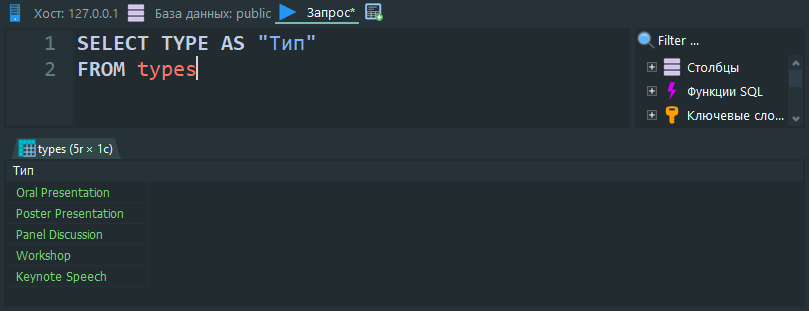 Хост: 127.0.0.1 База данных: public Запрос*
1 SELECT TYPE AS "Тип"
2 FROM types
Filter ...
Столбцы
Функции SQL
Ключевые сло...
types (5r × 1c)
Тип
Oral Presentation
Poster Presentation
Panel Discussion
Workshop
Keynote Speech